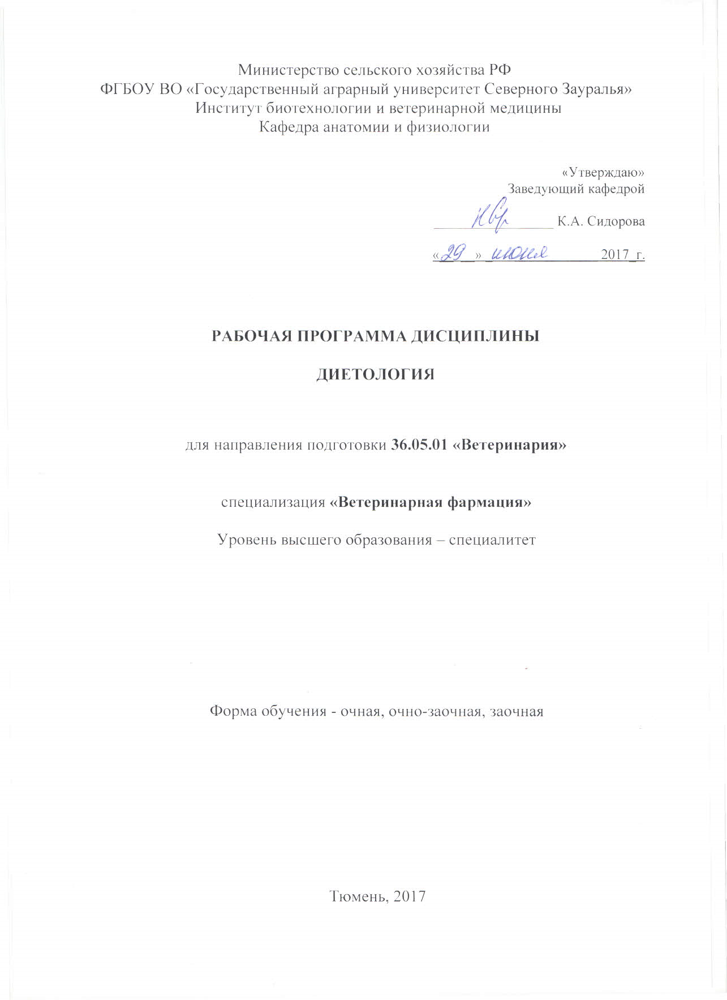 Министерство сельского хозяйства РФ
ФГБОУ ВО «Государственный аграрный университет Северного Зауралья»
Институт биотехнологии и ветеринарной медицины
Кафедра анатомии и физиологии
«Утверждаю»
Заведующий кафедрой
К.А. Сидорова
«29» июня 2017 г.
РАБОЧАЯ ПРОГРАММА ДИСЦИПЛИНЫ
ДИЕТОЛОГИЯ
для направления подготовки 36.05.01 «Ветеринария»
специализация «Ветеринарная фармация»
Уровень высшего образования – специалитет
Форма обучения - очная, очно-заочная, заочная
Тюмень, 2017